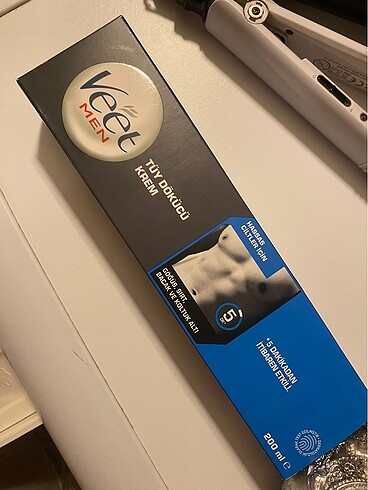 Veet
MEN
TÜY DÖKÜCÜ
KREM
HASSAS
CİLTLER İÇİN
GÖĞÜS, SIRT,
BACAK VE KOLTUK ALTI
5
*5 DAKİKADAN
İTİBAREN ETKİLİ
200 ml e